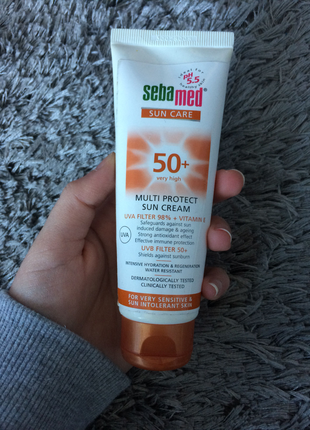 pH
5.5
sebamed®
SUN CARE
50+
very high
MULTI PROTECT
SUN CREAM
UVA FILTER 98% + VITAMIN E
Safeguards against sun
induced damage & ageing
Strong antioxidant effect
Effective immune protection
UVA
UVB FILTER 50+
Shields against sunburn
INTENSIVE HYDRATION & REGENERATION
WATER RESISTANT
DERMATOLOGICALLY TESTED
CLINICALLY TESTED
FOR VERY SENSITIVE &
SUN INTOLERANT SKIN